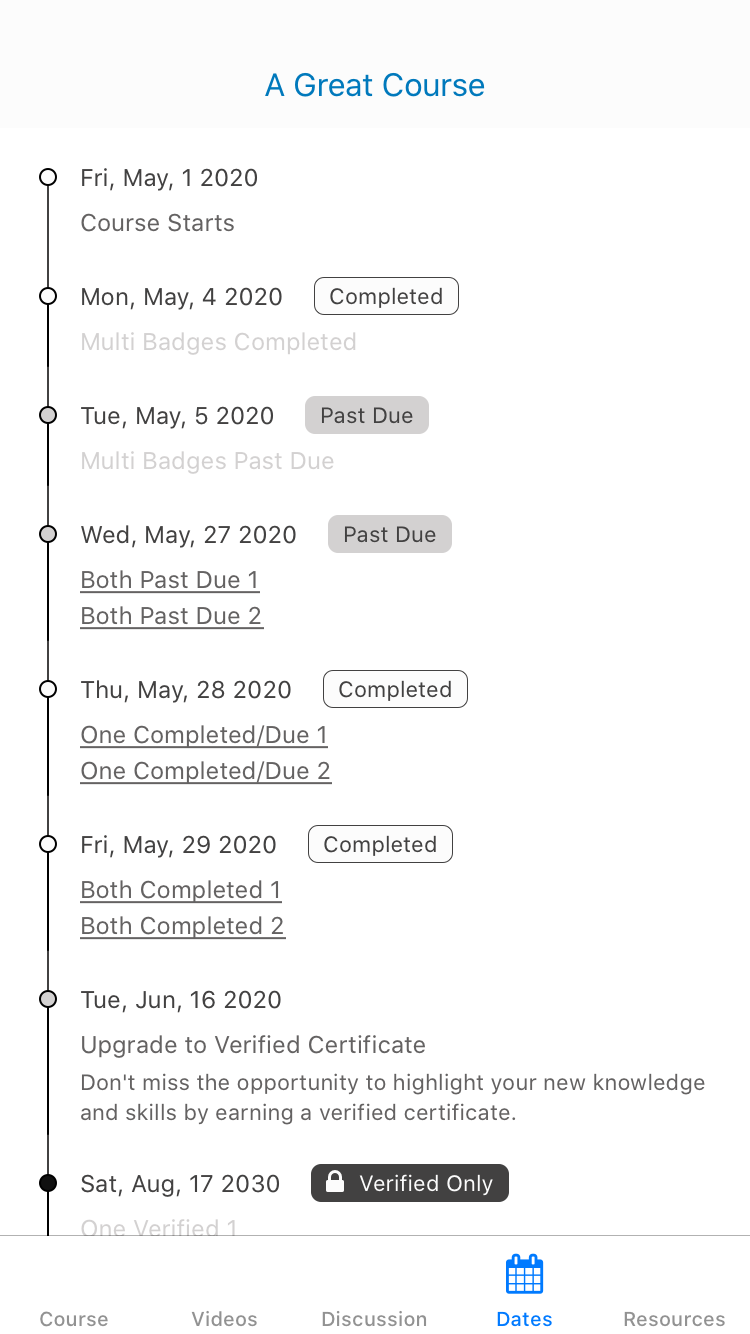 A Great Course
Fri, May, 1 2020
Course Starts
Mon, May, 4 2020 Completed
Multi Badges Completed
Tue, May, 5 2020 Past Due
Multi Badges Past Due
Wed, May, 27 2020 Past Due
Both Past Due 1
Both Past Due 2
Thu, May, 28 2020 Completed
One Completed/Due 1
One Completed/Due 2
Fri, May, 29 2020 Completed
Both Completed 1
Both Completed 2
Tue, Jun, 16 2020
Upgrade to Verified Certificate
Don't miss the opportunity to highlight your new knowledge
and skills by earning a verified certificate.
Sat, Aug, 17 2030 Verified Only
One Verified 1
Course Videos Discussion Dates Resources